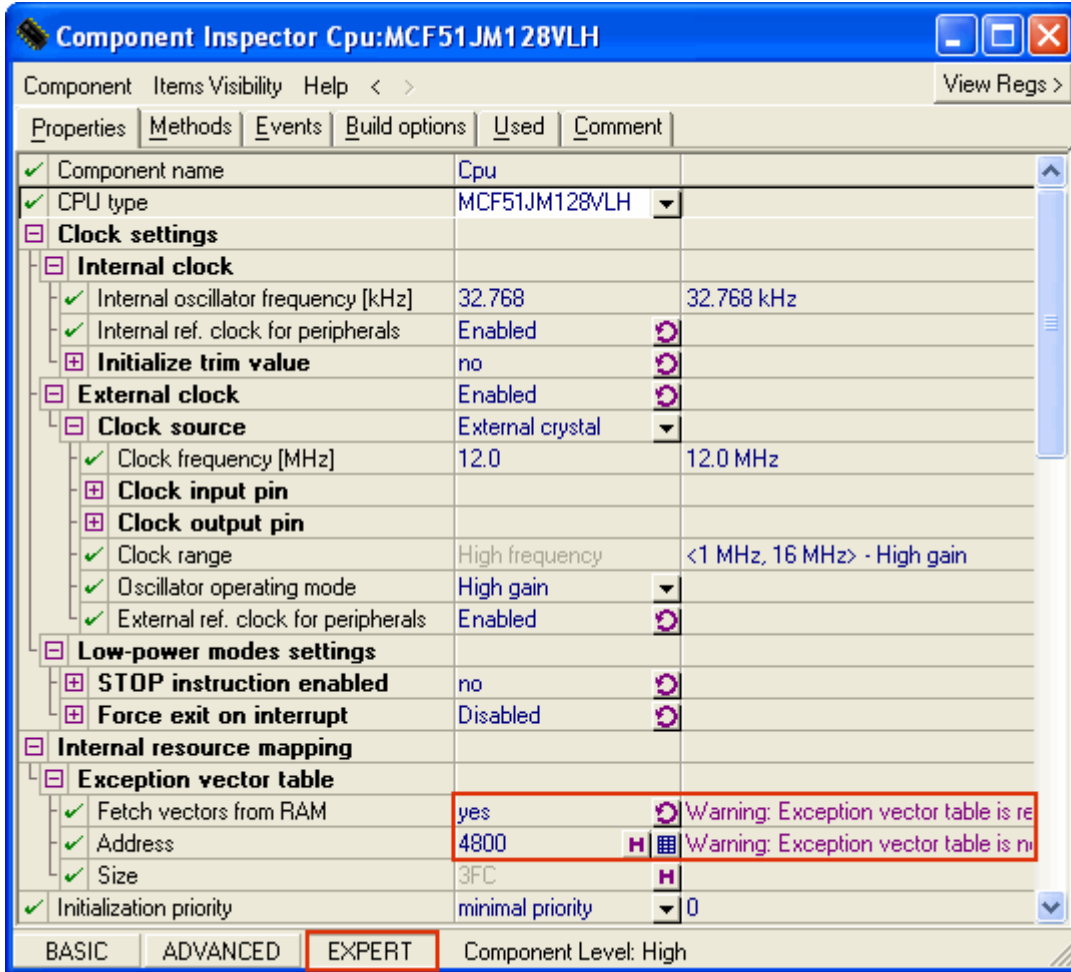 Component Inspector Cpu:MCF51JM128VLH
Component Items Visibility Help < > View Regs >
Properties Methods Events Build options Used Comment
Component name Cpu
CPU type MCF51JM128VLH
Clock settings
Internal clock
Internal oscillator frequency [kHz] 32.768 32.768 kHz
Internal ref. clock for peripherals Enabled
Initialize trim value no
External clock Enabled
Clock source External crystal
Clock frequency [MHz] 12.0 12.0 MHz
Clock input pin
Clock output pin
Clock range High frequency <1 MHz, 16 MHz> - High gain
Oscillator operating mode High gain
External ref. clock for peripherals Enabled
Low-power modes settings
STOP instruction enabled no
Force exit on interrupt Disabled
Internal resource mapping
Exception vector table
Fetch vectors from RAM yes Warning: Exception vector table is re
Address 4800 H Warning: Exception vector table is
Size 3FC H
Initialization priority minimal priority 0
BASIC ADVANCED EXPERT Component Level: High